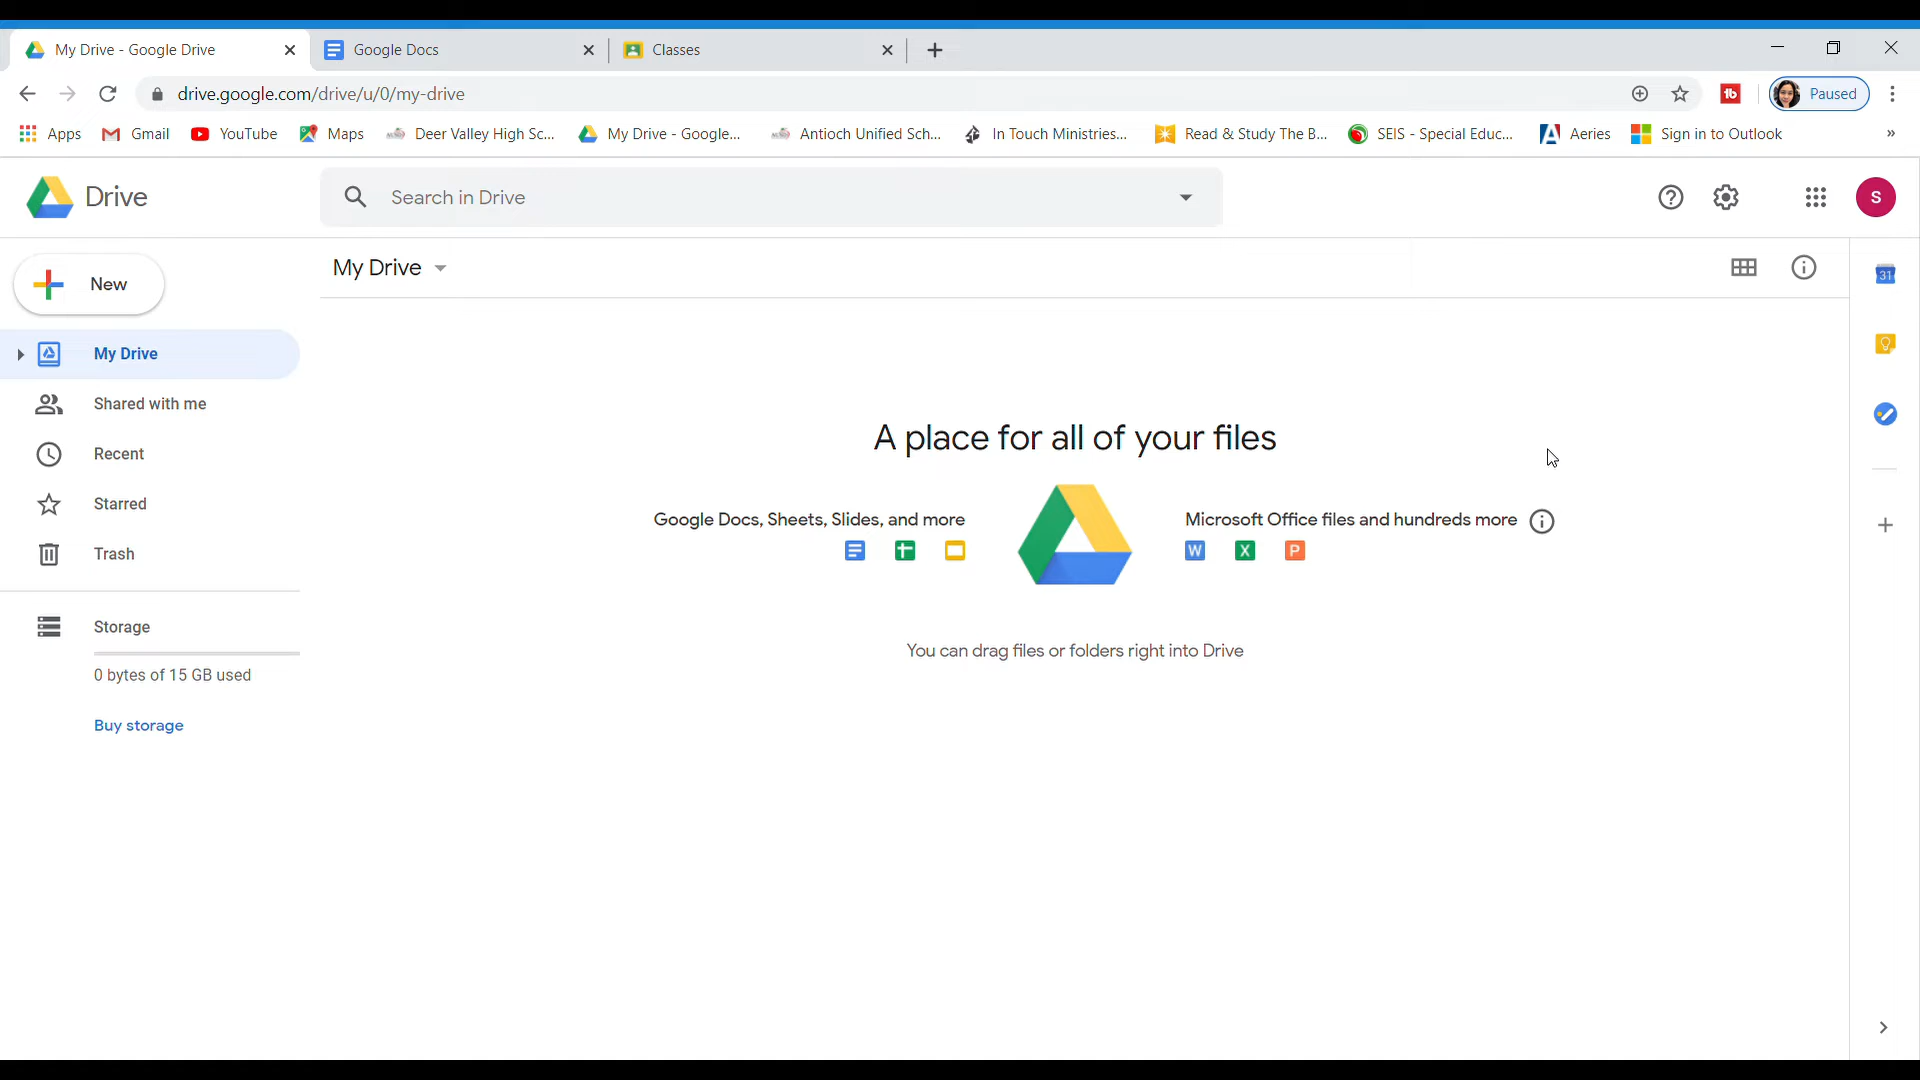 My Drive - Google Drive
Google Docs
Classes
drive.google.com/drive/u/0/my-drive
Paused
Apps
Gmail
YouTube
Maps
Deer Valley High Sc...
My Drive - Google...
Antioch Unified Sch...
In Touch Ministries...
Read & Study The B...
SEIS - Special Educ...
Aeries
Sign in to Outlook
»
Drive
Search in Drive
S
New
My Drive
31
My Drive
Shared with me
Recent
Starred
Trash
Storage
0 bytes of 15 GB used
Buy storage
A place for all of your files
Google Docs, Sheets, Slides, and more
Microsoft Office files and hundreds more
W X P
You can drag files or folders right into Drive